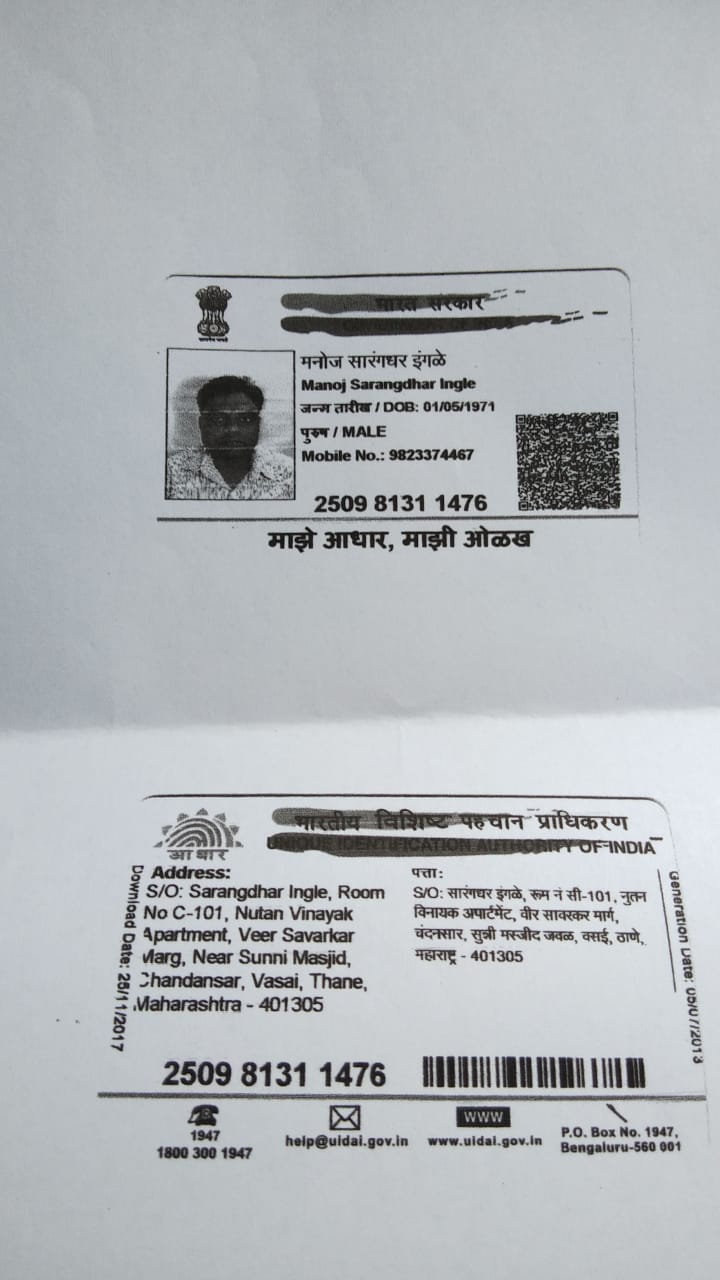 भारत सरकार
मनोज सारंगधर इंगळे
Manoj Sarangdhar Ingle
जन्म तारीख / DOB: 01/05/1971
पुरुष / MALE
Mobile No.: 9823374467
2509 8131 1476
माझे आधार, माझी ओळख
भारतीय विशिष्ट पहचान प्राधिकरण
UNIQUE IDENTIFICATION AUTHORITY OF INDIA
आधार
Download Date: 25/11/2017
Address:
S/O: Sarangdhar Ingle, Room
No C-101, Nutan Vinayak
Apartment, Veer Savarkar
Marg, Near Sunni Masjid,
Chandansar, Vasai, Thane,
Maharashtra - 401305
पत्ता:
S/O: सारंगधर इंगळे, रूम नं सी-101, नुतन
विनायक अपार्टमेंट, वीर सावरकर मार्ग,
चंदनसार, सुन्नी मस्जीद जवळ, वसई, ठाणे,
महाराष्ट्र - 401305
Generation Date: 05/07/2013
2509 8131 1476
1947
1800 300 1947
help@uidai.gov.in
WWW
www.uidai.gov.in
P.O. Box No. 1947,
Bengaluru-560 001